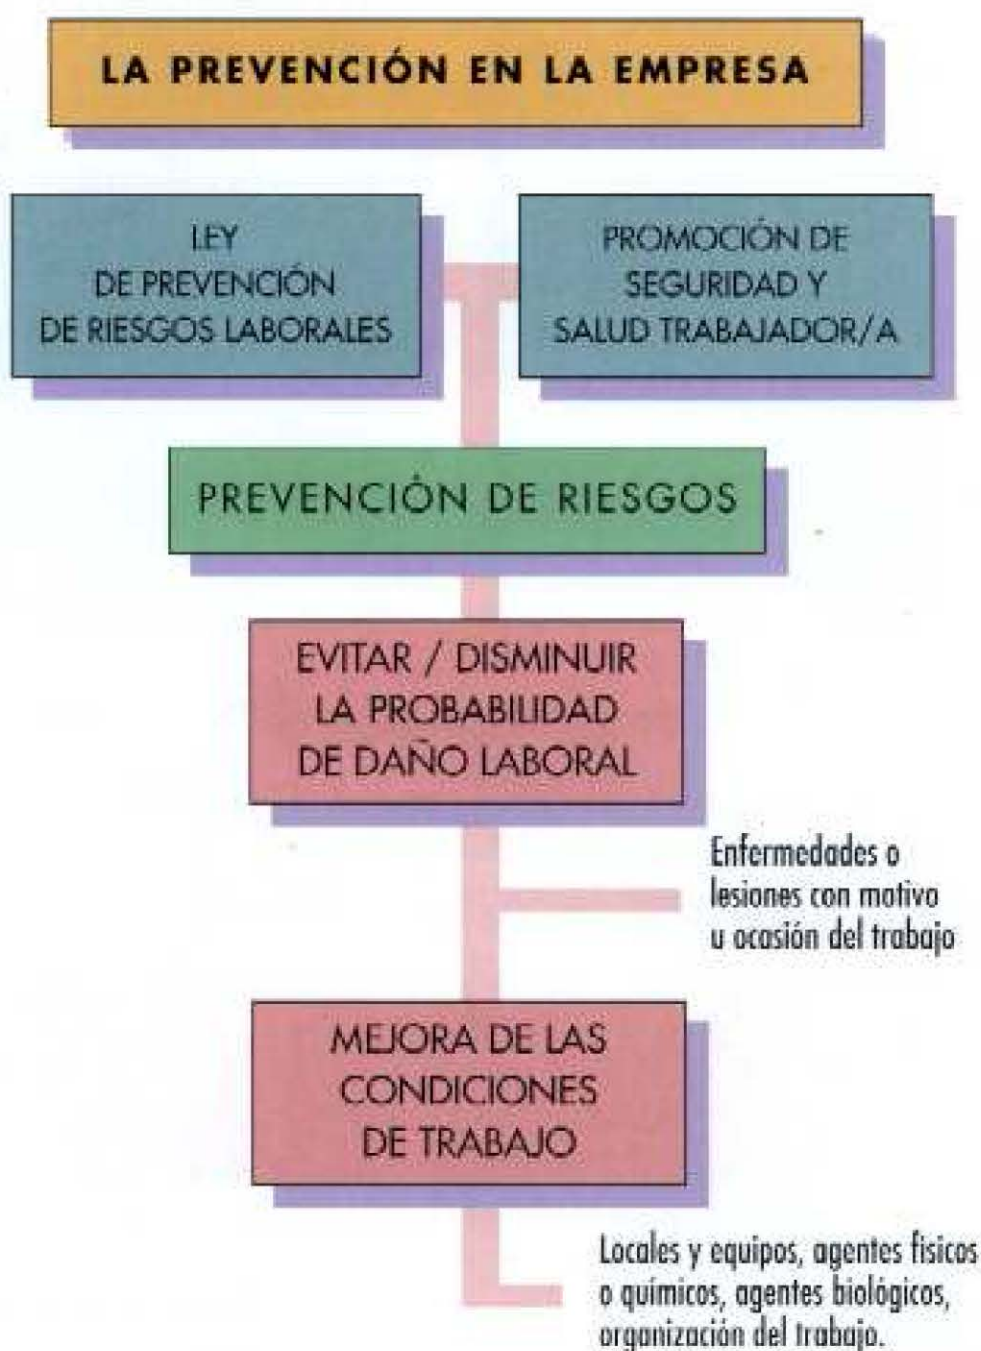 LA PREVENCIÓN EN LA EMPRESA
LEY
DE PREVENCIÓN
DE RIESGOS LABORALES
PROMOCIÓN DE
SEGURIDAD Y
SALUD TRABAJADOR/A
PREVENCIÓN DE RIESGOS
EVITAR / DISMINUIR
LA PROBABILIDAD
DE DAÑO LABORAL
Enfermedades o
lesiones con motivo
u ocasión del trabajo
MEJORA DE LAS
CONDICIONES
DE TRABAJO
Locales y equipos, agentes físicos
o químicos, agentes biológicos,
organización del trabajo.